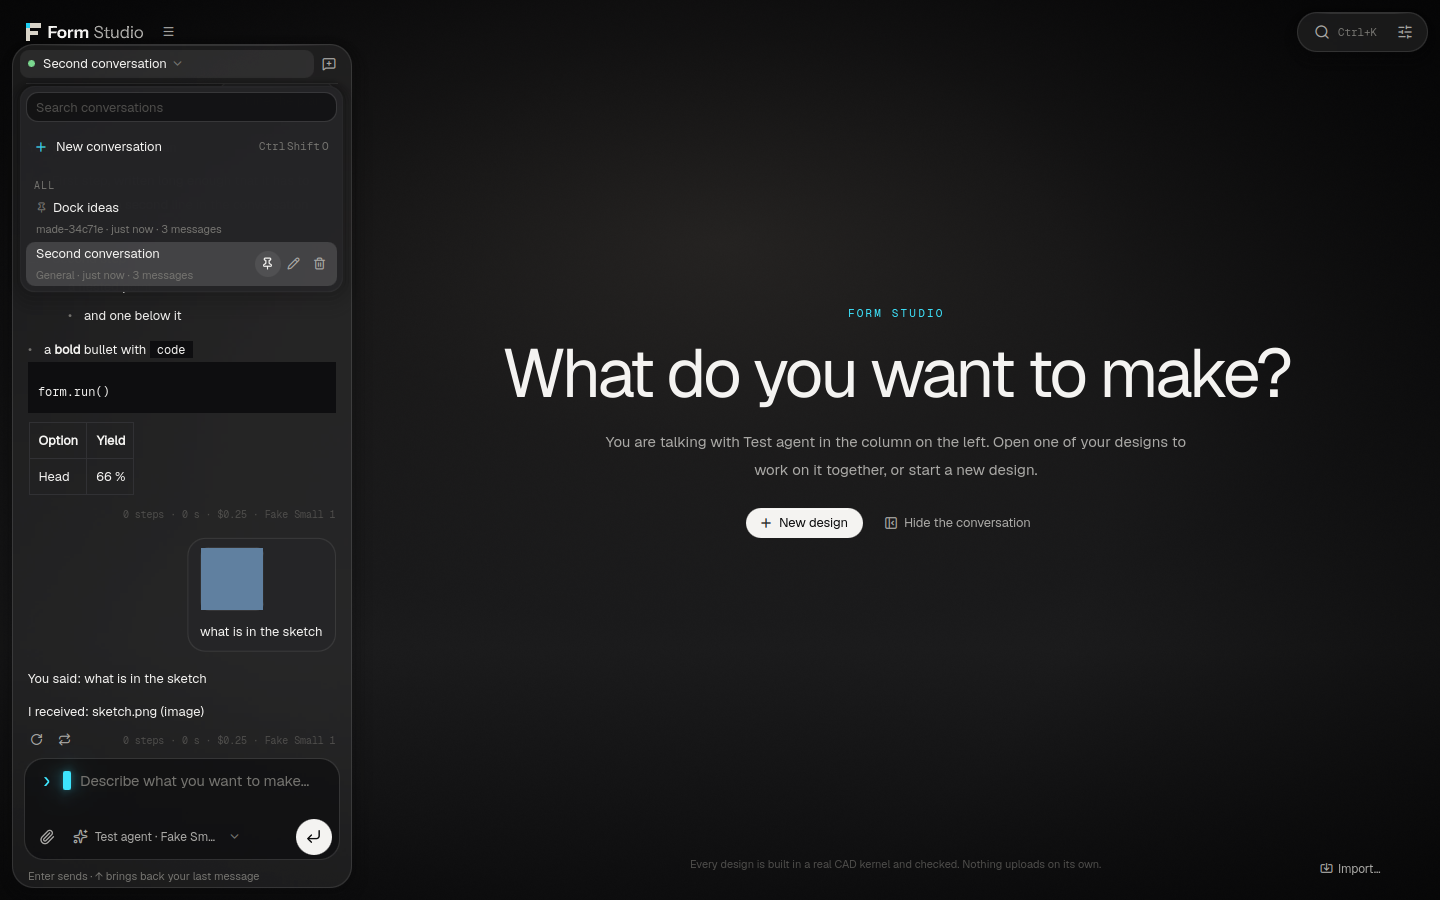 Form Studio
Ctrl+K
Second conversation
Search conversations
New conversation
Ctrl Shift O
ALL
Dock ideas
made-34c71e · just now · 3 messages
Second conversation
General · just now · 3 messages
and one below it
a bold bullet with code
form.run()
Option Yield
Head 66 %
0 steps · 0 s · $0.25 · Fake Small 1
what is in the sketch
You said: what is in the sketch
I received: sketch.png (image)
0 steps · 0 s · $0.25 · Fake Small 1
Describe what you want to make...
Test agent · Fake Sm...
Enter sends · ↑ brings back your last message
FORM STUDIO
What do you want to make?
You are talking with Test agent in the column on the left. Open one of your designs to
work on it together, or start a new design.
New design
Hide the conversation
Every design is built in a real CAD kernel and checked. Nothing uploads on its own.
Import...